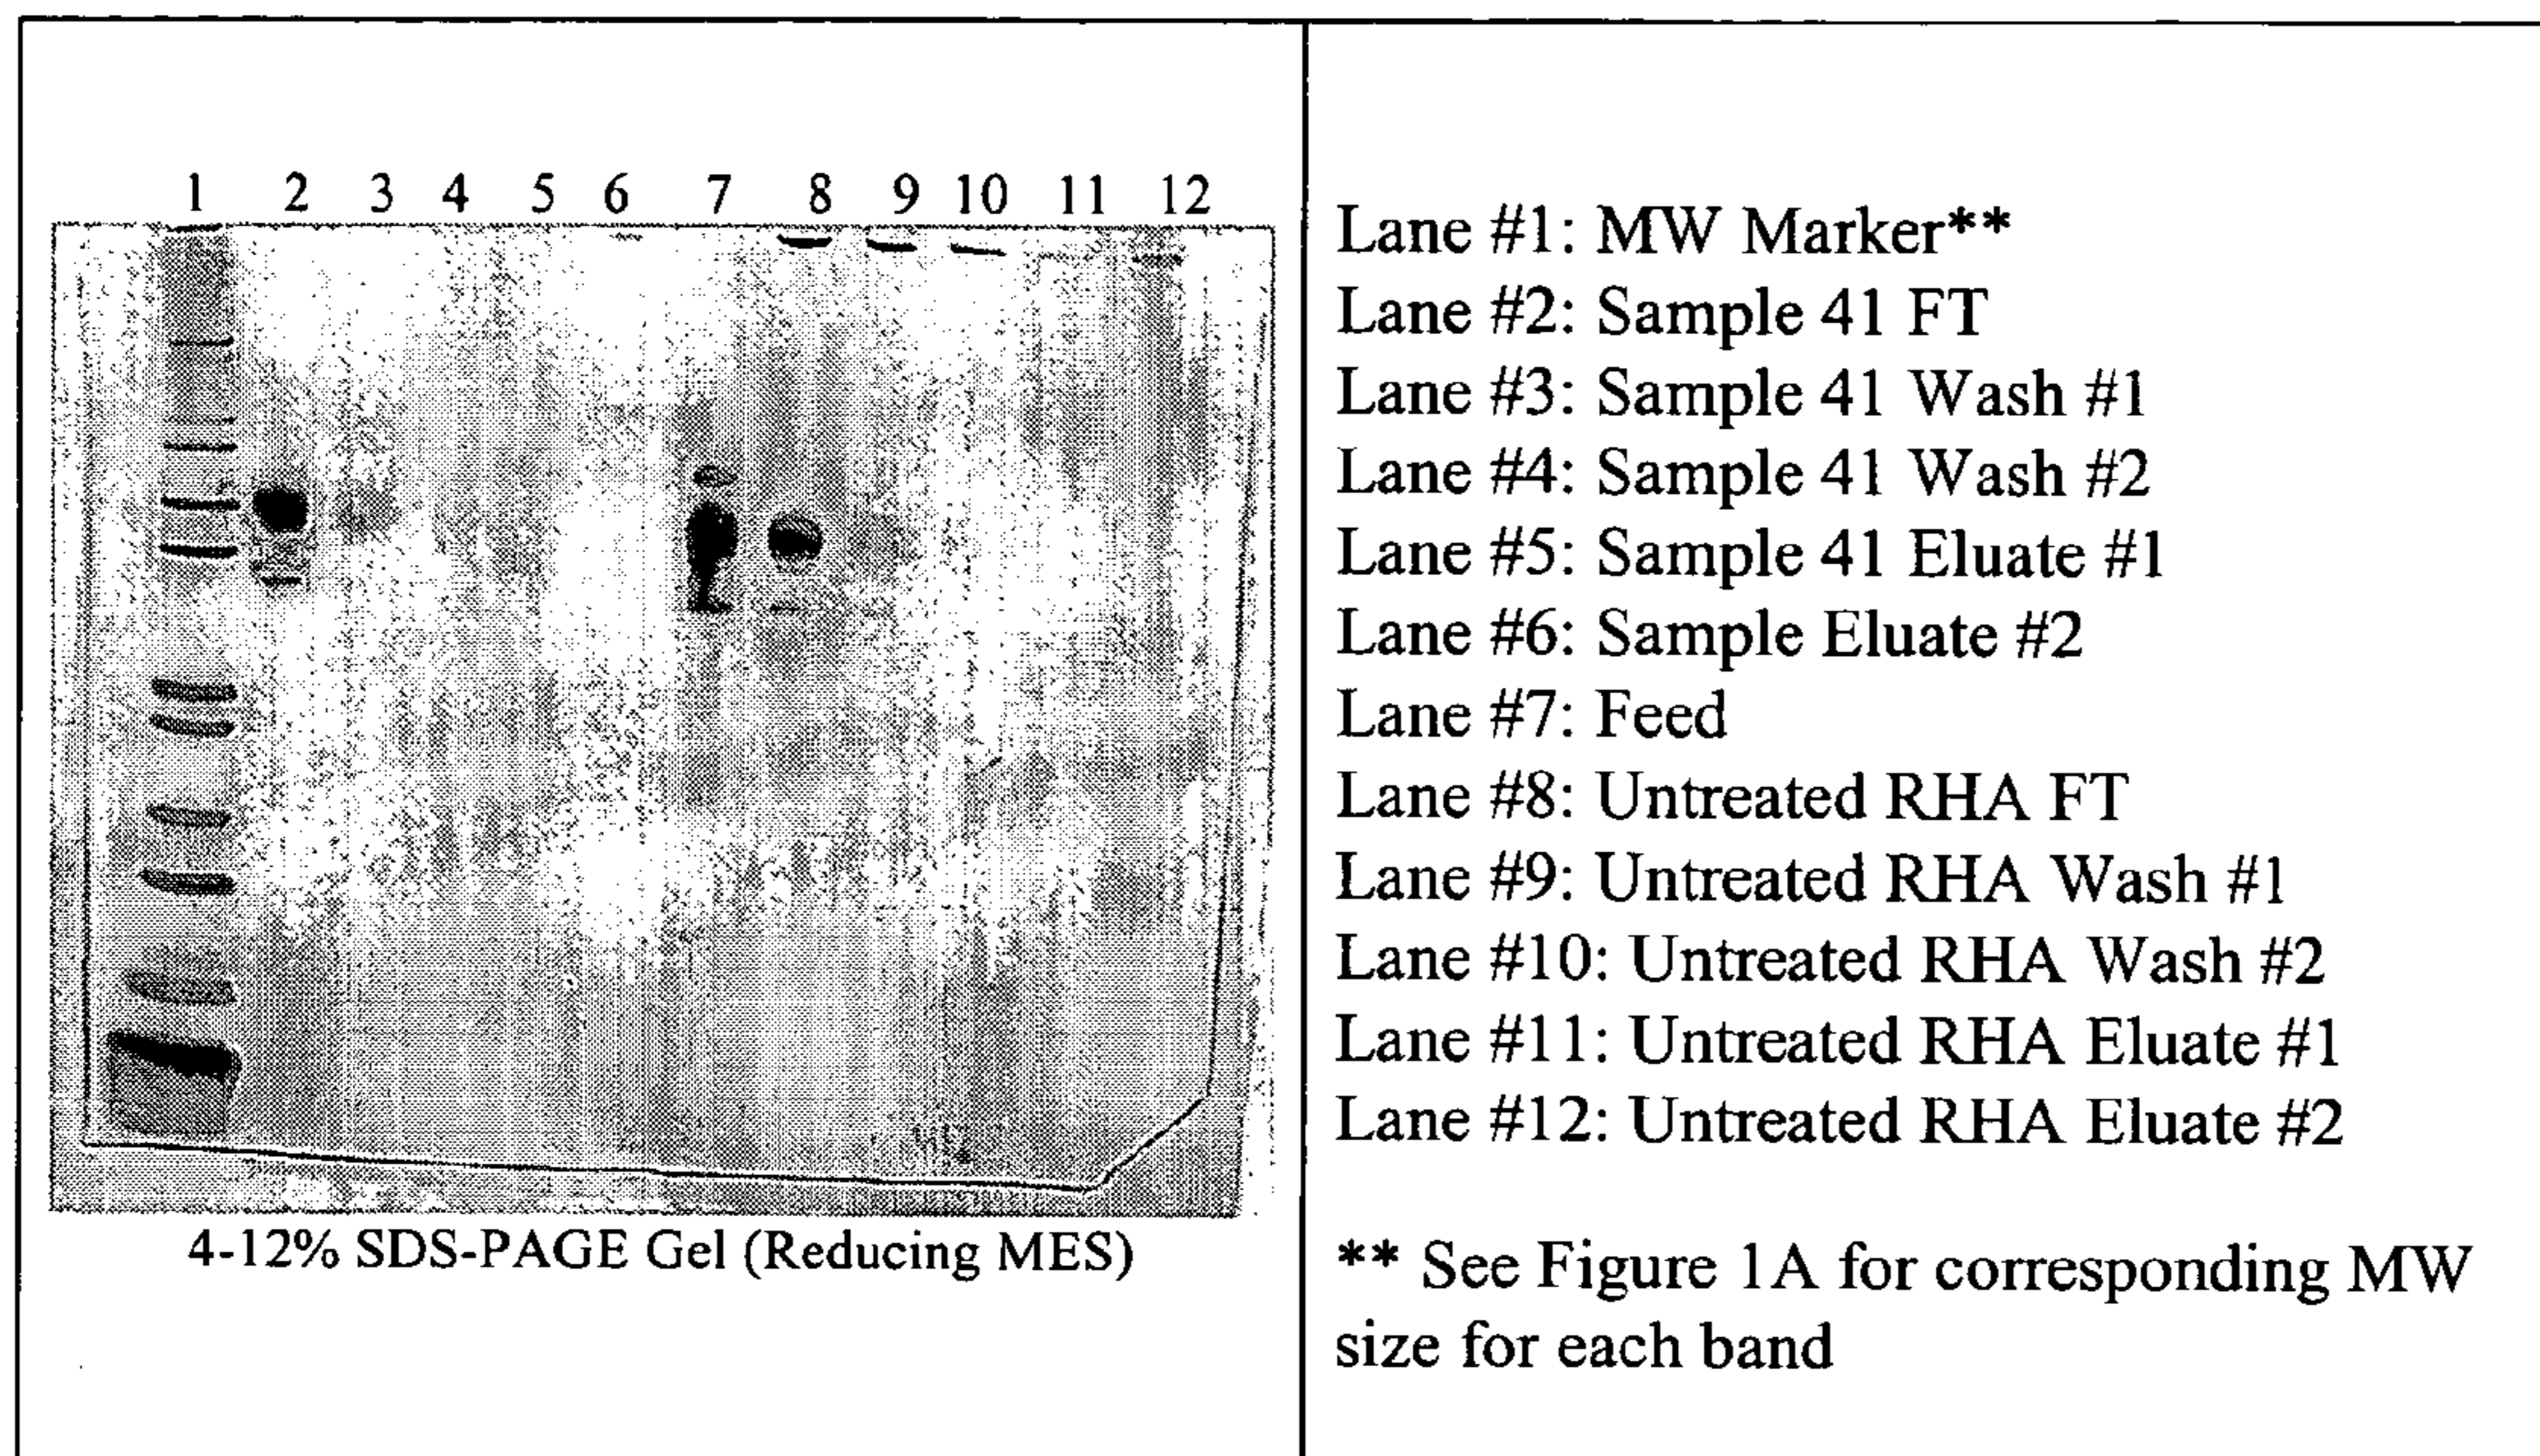 1 2 3 4 5 6 7 8 9 10 11 12
4-12% SDS-PAGE Gel (Reducing MES)
Lane #1: MW Marker**
Lane #2: Sample 41 FT
Lane #3: Sample 41 Wash #1
Lane #4: Sample 41 Wash #2
Lane #5: Sample 41 Eluate #1
Lane #6: Sample Eluate #2
Lane #7: Feed
Lane #8: Untreated RHA FT
Lane #9: Untreated RHA Wash #1
Lane #10: Untreated RHA Wash #2
Lane #11: Untreated RHA Eluate #1
Lane #12: Untreated RHA Eluate #2
** See Figure 1A for corresponding MW
size for each band